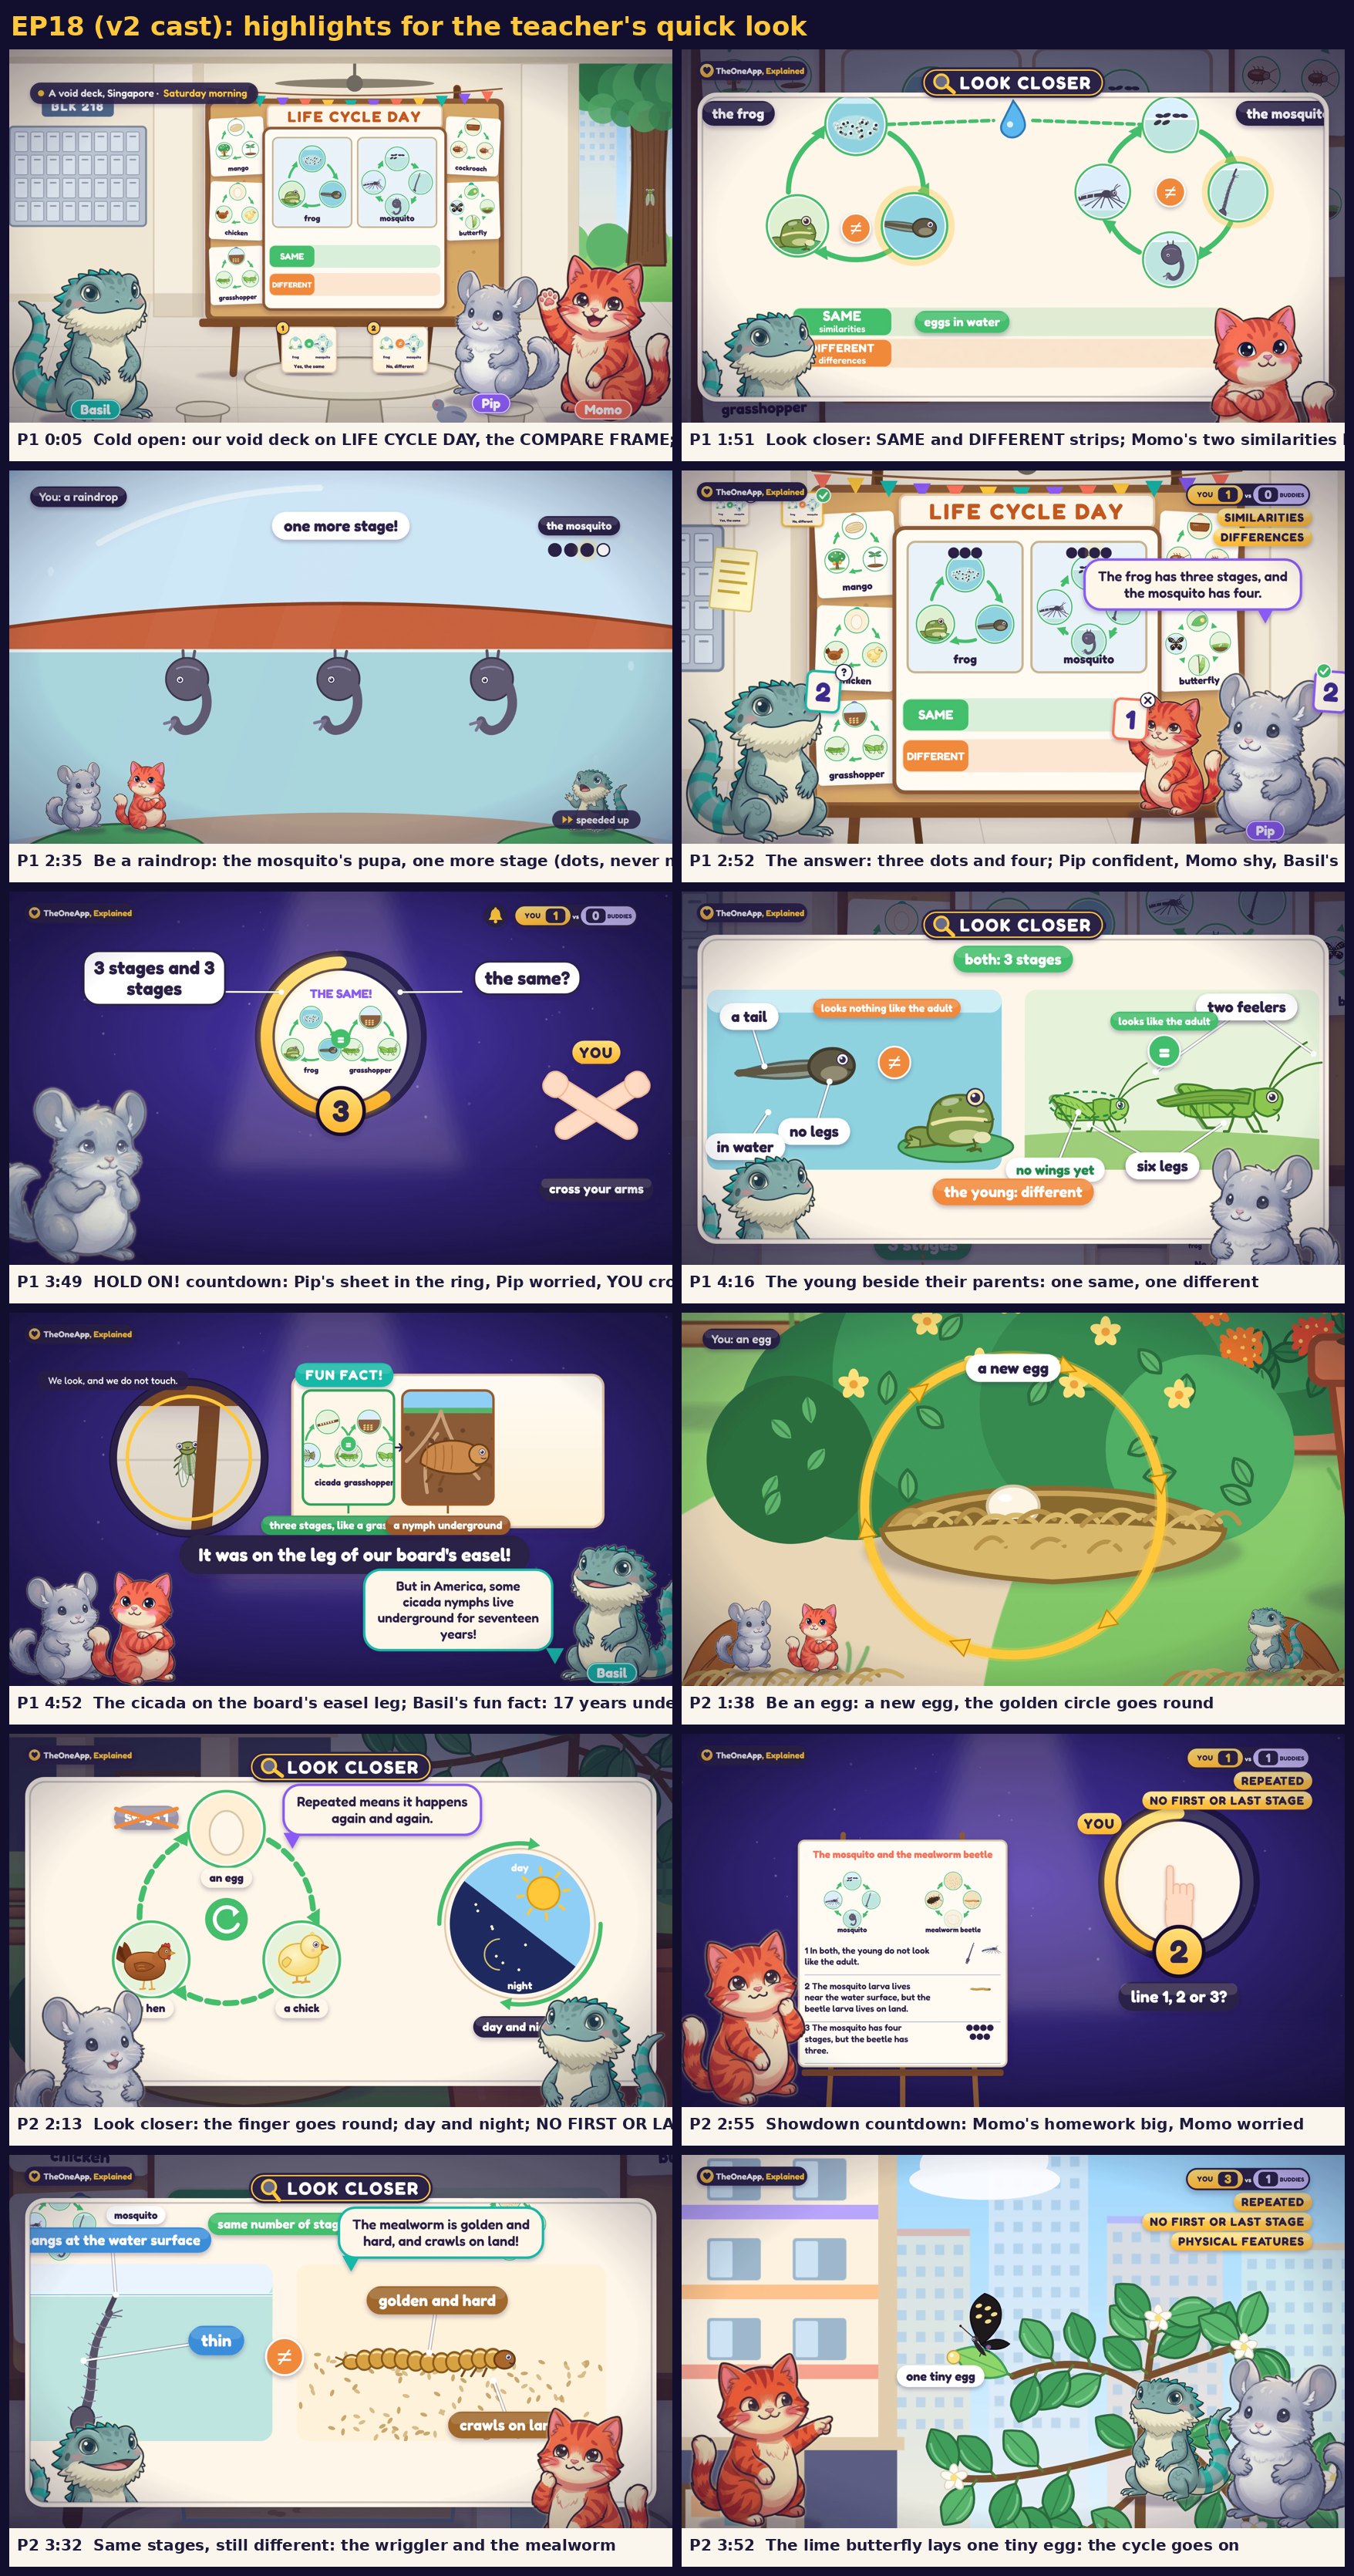 EP18 (v2 cast): highlights for the teacher's quick look
A void deck, Singapore · Saturday morning
BLK 218
LIFE CYCLE DAY
mango
chicken
grasshopper
frog
mosquito
cockroach
butterfly
SAME
DIFFERENT
1
2
frog
mosquito
Yes, the same
frog
mosquito
No, different
Basil
Pip
Momo
P1 0:05 Cold open: our void deck on LIFE CYCLE DAY, the COMPARE FRAME;
TheOneApp, Explained
LOOK CLOSER
the frog
the mosquito
≠
≠
SAME
similarities
eggs in water
DIFFERENT
differences
grasshopper
P1 1:51 Look closer: SAME and DIFFERENT strips; Momo's two similarities
You: a raindrop
one more stage!
the mosquito
speeded up
P1 2:35 Be a raindrop: the mosquito's pupa, one more stage (dots, never
TheOneApp, Explained
YOU 1 vs 0 BUDDIES
SIMILARITIES
DIFFERENCES
LIFE CYCLE DAY
The frog has three stages, and
the mosquito has four.
mango
frog
mosquito
butterfly
2
?
1
2
SAME
DIFFERENT
grasshopper
Pip
P1 2:52 The answer: three dots and four; Pip confident, Momo shy, Basil's
TheOneApp, Explained
YOU 1 vs 0 BUDDIES
3 stages and 3
stages
THE SAME!
=
frog
grasshopper
the same?
3
YOU
cross your arms
P1 3:49 HOLD ON! countdown: Pip's sheet in the ring, Pip worried, YOU
TheOneApp, Explained
LOOK CLOSER
both: 3 stages
a tail
looks nothing like the adult
two feelers
looks like the adult
≠
=
in water
no legs
no wings yet
six legs
the young: different
3 stages
P1 4:16 The young beside their parents: one same, one different
TheOneApp, Explained
We look, and we do not touch.
FUN FACT!
=
cicada grasshopper
three stages, like a
a nymph underground
It was on the leg of our board's easel!
But in America, some
cicada nymphs live
underground for seventeen
years!
Basil
P1 4:52 The cicada on the board's easel leg; Basil's fun fact: 17 years
You: an egg
a new egg
P2 1:38 Be an egg: a new egg, the golden circle goes round
TheOneApp, Explained
LOOK CLOSER
Repeated means it happens
again and again.
an egg
hen
a chick
day
night
day and
P2 2:13 Look closer: the finger goes round; day and night; NO FIRST OR
TheOneApp, Explained
YOU 1 vs 1 BUDDIES
REPEATED
NO FIRST OR LAST STAGE
YOU
The mosquito and the mealworm beetle
mosquito
mealworm beetle
1 In both, the young do not look
like the adult.
2 The mosquito larva lives
near the water surface, but the
beetle larva lives on land.
3 The mosquito has four
stages, but the beetle has
three.
2
line 1, 2 or 3?
P2 2:55 Showdown countdown: Momo's homework big, Momo worried
chicken
TheOneApp, Explained
LOOK CLOSER
mosquito
at the water surface
same number of
The mealworm is golden and
hard, and crawls on land!
golden and hard
thin
≠
crawls on
P2 3:32 Same stages, still different: the wriggler and the mealworm
TheOneApp, Explained
YOU 3 vs 1 BUDDIES
REPEATED
NO FIRST OR LAST STAGE
PHYSICAL FEATURES
one tiny egg
P2 3:52 The lime butterfly lays one tiny egg: the cycle goes on